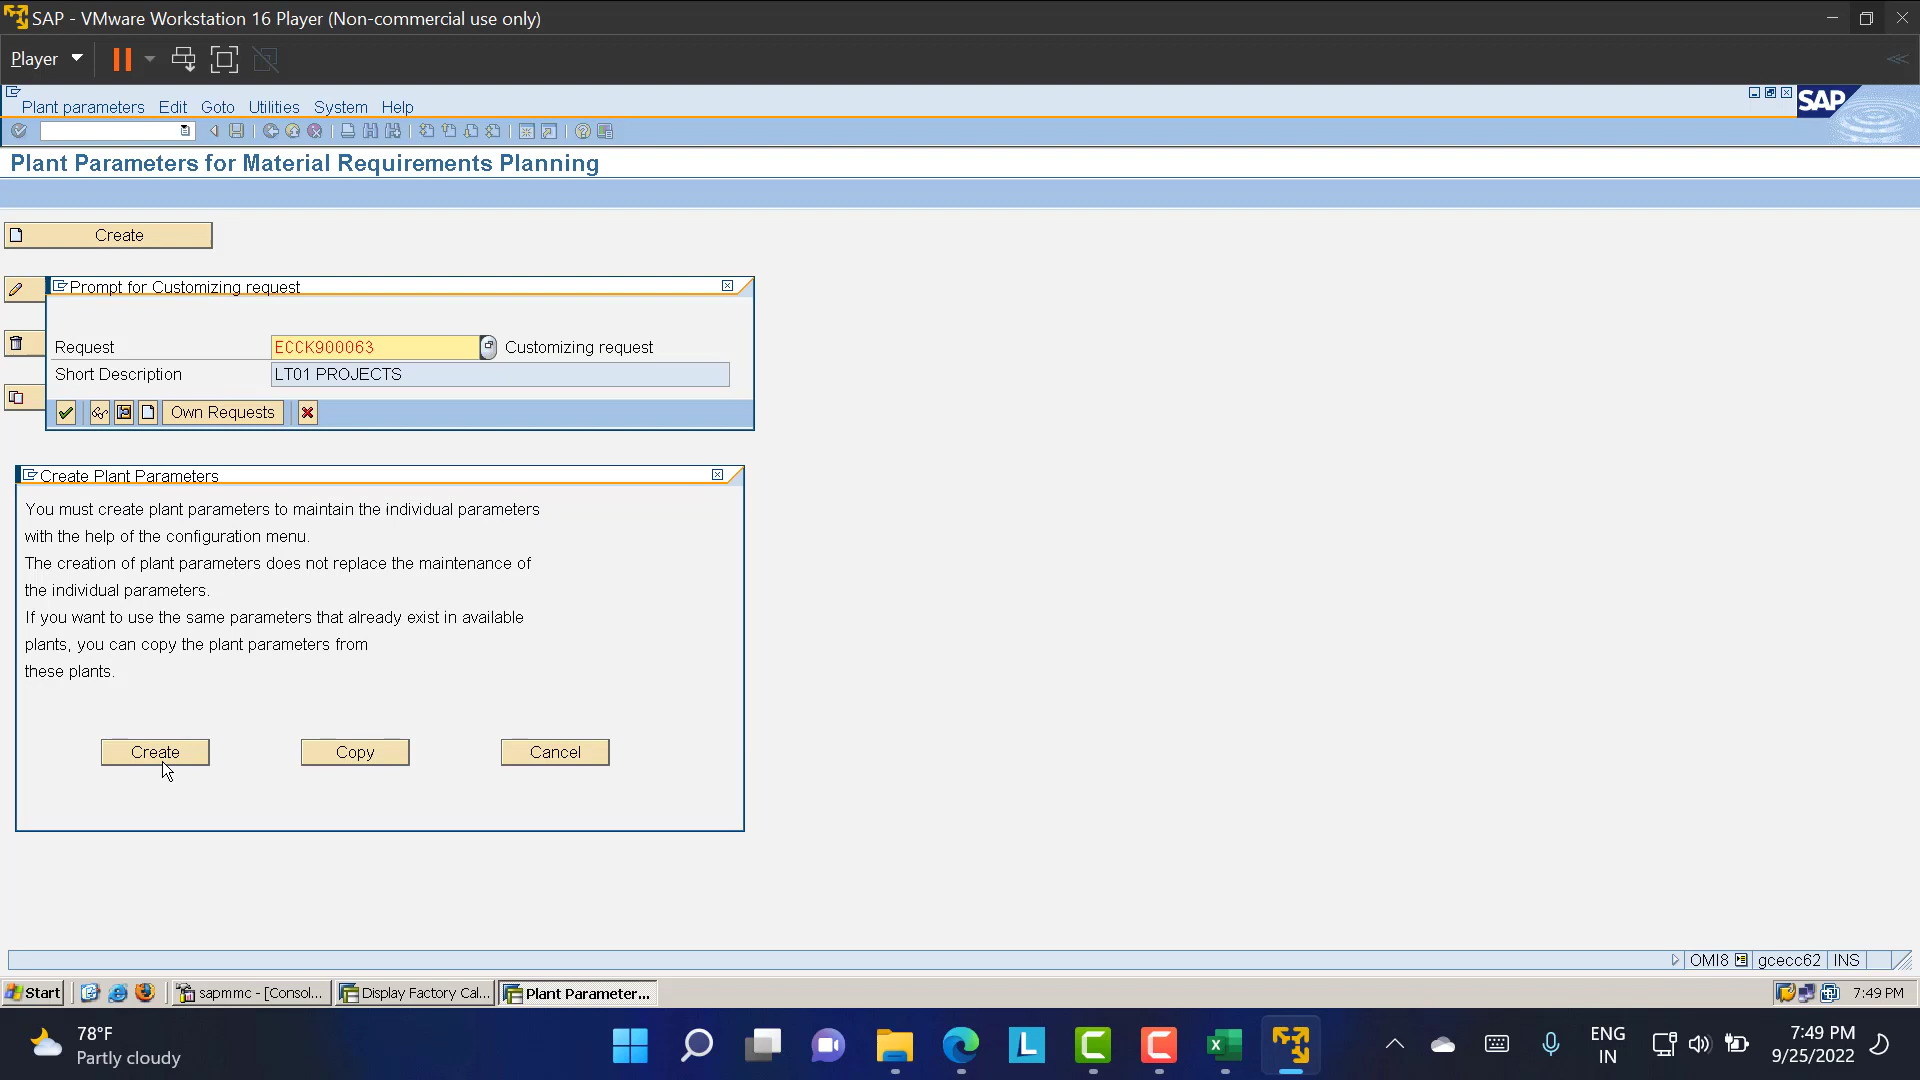 SAP - VMware Workstation 16 Player (Non-commercial use only)
Player
Plant parameters Edit Goto Utilities System Help
SAP
Plant Parameters for Material Requirements Planning
Create
Prompt for Customizing request
Request ECCK900063 Customizing request
Short Description LT01 PROJECTS
Own Requests
Create Plant Parameters
You must create plant parameters to maintain the individual parameters
with the help of the configuration menu.
The creation of plant parameters does not replace the maintenance of
the individual parameters.
If you want to use the same parameters that already exist in available
plants, you can copy the plant parameters from
these plants.
Create Copy Cancel
OMI8 gcecc62 INS
Start sapmmc - [Consol... Display Factory Cal... Plant Parameter... 7:49 PM
78°F
Partly cloudy
ENG
IN
7:49 PM
9/25/2022